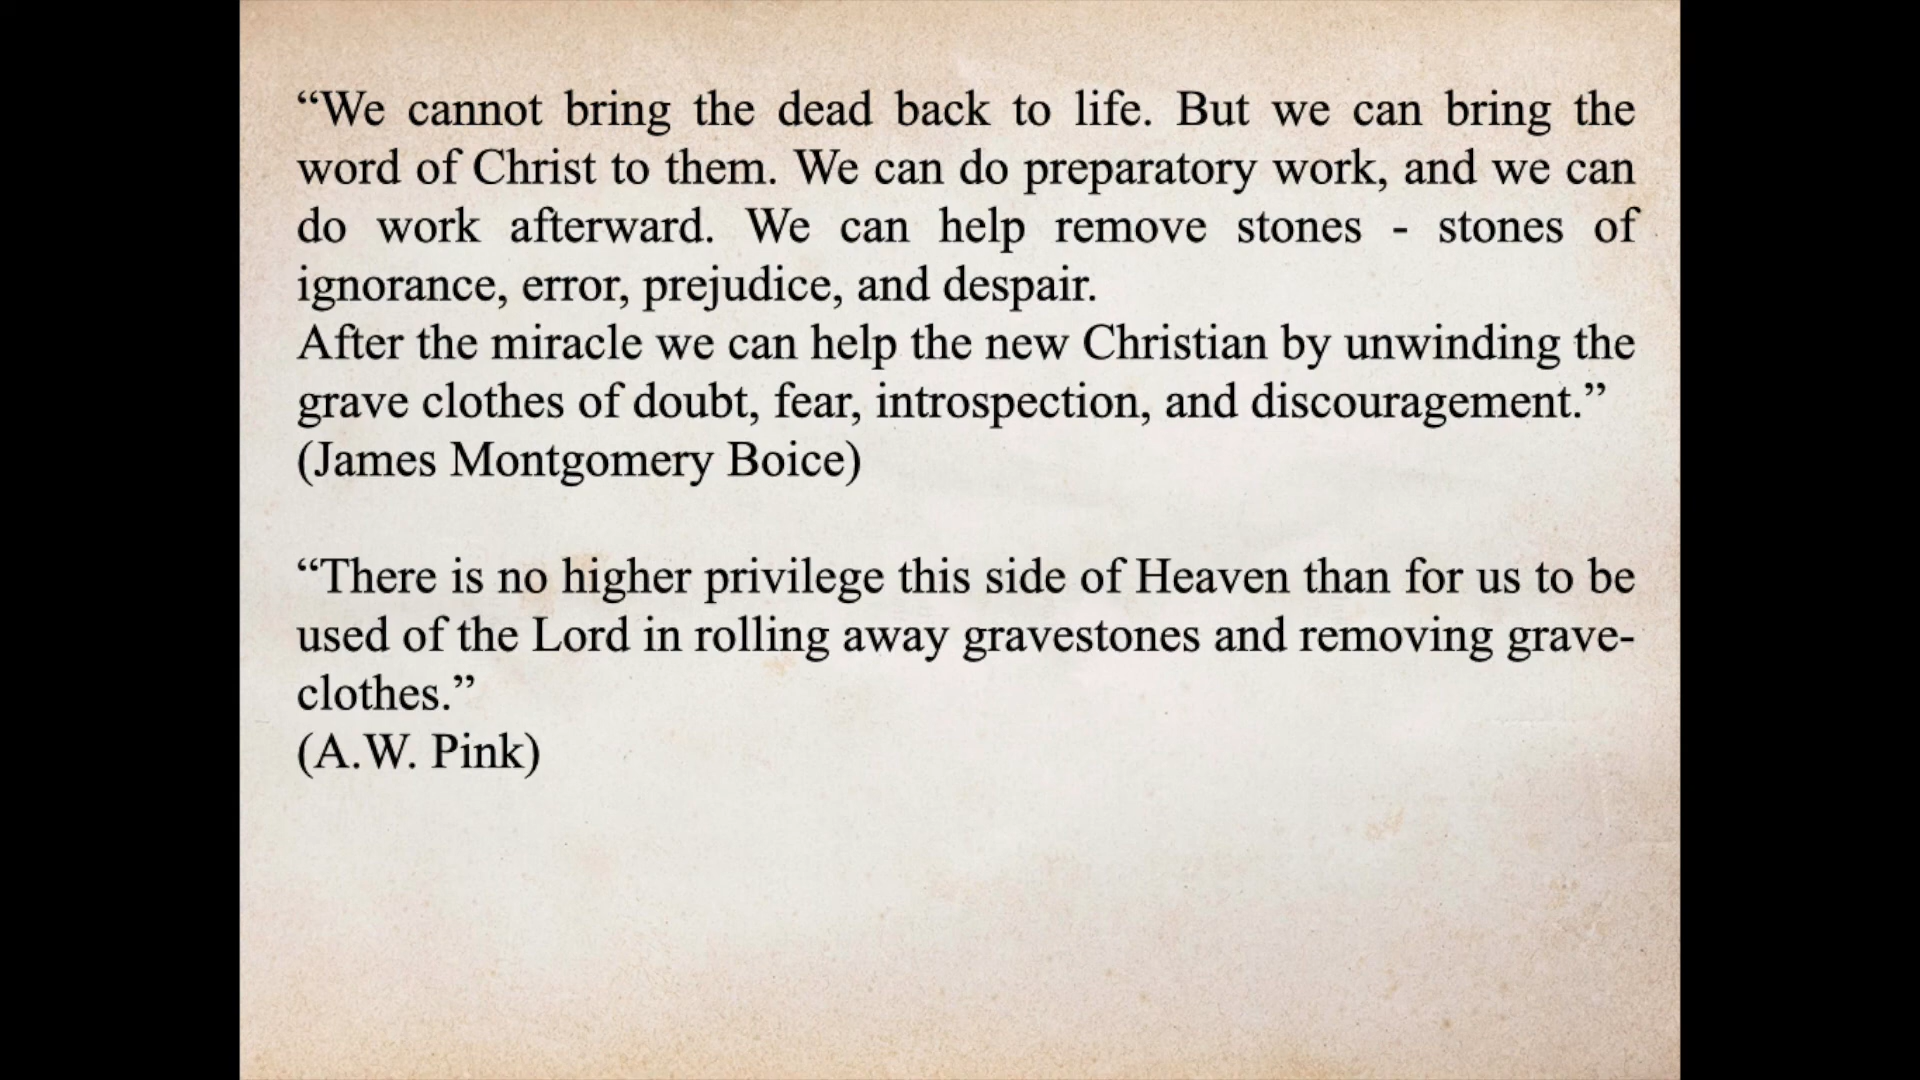 “We cannot bring the dead back to life. But we can bring the
word of Christ to them. We can do preparatory work, and we can
do work afterward. We can help remove stones - stones of
ignorance, error, prejudice, and despair.
After the miracle we can help the new Christian by unwinding the
grave clothes of doubt, fear, introspection, and discouragement.”
(James Montgomery Boice)
“There is no higher privilege this side of Heaven than for us to be
used of the Lord in rolling away gravestones and removing grave-
clothes.”
(A.W. Pink)